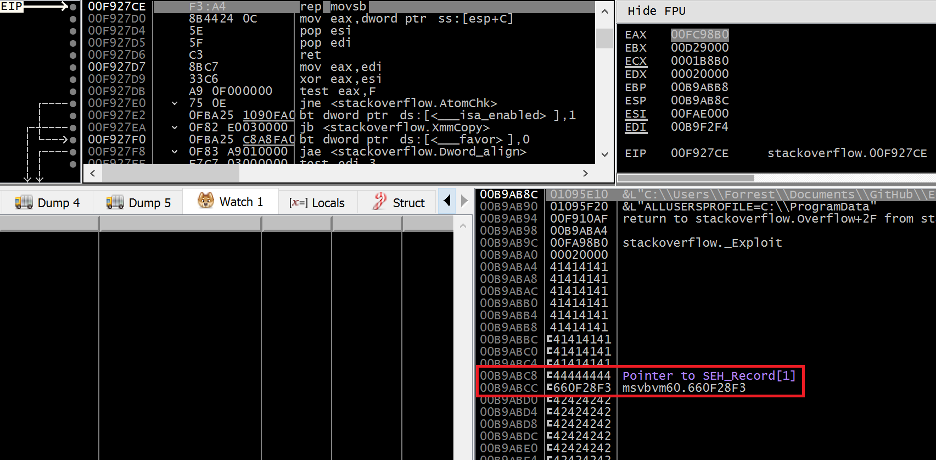 EIP
00F927CE F3:A4 rep movsb
00F927D0 8B4424 0C mov eax,dword ptr ss:[esp+C]
00F927D4 5E pop esi
00F927D5 5F pop edi
00F927D6 C3 ret
00F927D7 8BC7 mov eax,edi
00F927D9 33C6 xor eax,esi
00F927DB A9 0F000000 test eax,F
00F927E0 75 0E jne <stackoverflow.AtomChk>
00F927E2 0FBA25 1090FA0 bt dword ptr ds:[<___isa_enabled>],1
00F927EA 0F82 E0030000 jb <stackoverflow.XmmCopy>
00F927F0 0FBA25 C8A8FA0 bt dword ptr ds:[<___favor>],0
00F927F8 0F83 A9010000 jae <stackoverflow.Dword_align>
00F927FE F7C7 03000000 test edi,3
Hide FPU
EAX 00FC98B0
EBX 00D29000
ECX 0001B8B0
EDX 00020000
EBP 00B9ABB8
ESP 00B9AB8C
ESI 00FAE000
EDI 00B9F2F4
EIP 00F927CE stackoverflow.00F927CE
Dump 4 Dump 5 Watch 1 [x=] Locals Struct
00B9AB8C 01095E10 &L"C:\\Users\\Forrest\\Documents\\GitHub\\E
00B9AB90 01095F20 &L"ALLUSERSPROFILE=C:\\ProgramData"
00B9AB94 00F910AF return to stackoverflow.Overflow+2F from st
00B9AB98 00B9ABA4
00B9AB9C 00FA98B0 stackoverflow._Exploit
00B9ABA0 00020000
00B9ABA4 41414141
00B9ABA8 41414141
00B9ABAC 41414141
00B9ABB0 41414141
00B9ABB4 41414141
00B9ABB8 41414141
00B9ABBC 41414141
00B9ABC0 41414141
00B9ABC4 41414141
00B9ABC8 44444444 Pointer to SEH_Record[1]
00B9ABCC 660F28F3 msvbvm60.660F28F3
00B9ABD0 42424242
00B9ABD4 42424242
00B9ABD8 42424242
00B9ABDC 42424242
00B9ABE0 42424242
00B9ABE4 42424242